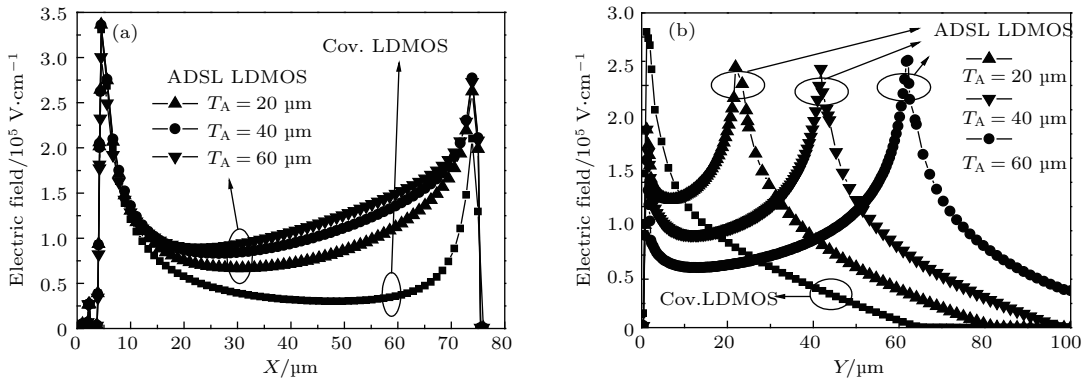 (a)
Cov. LDMOS
ADSL LDMOS
T_A = 20 µm
T_A = 40 µm
T_A = 60 µm
Electric field/10⁵ V·cm⁻¹
3.5
3.0
2.5
2.0
1.5
1.0
0.5
0
0 10 20 30 40 50 60 70 80
X/µm
(b)
ADSL LDMOS
T_A = 20 µm
T_A = 40 µm
T_A = 60 µm
Cov.LDMOS
Electric field/10⁵ V·cm⁻¹
3.0
2.5
2.0
1.5
1.0
0.5
0
0 20 40 60 80 100
Y/µm